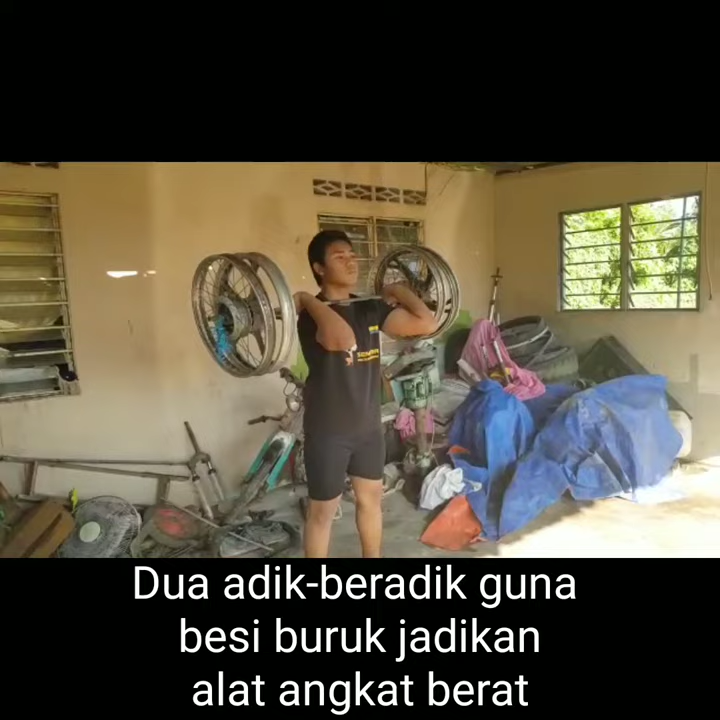 Dua adik-beradik guna
besi buruk jadikan
alat angkat berat